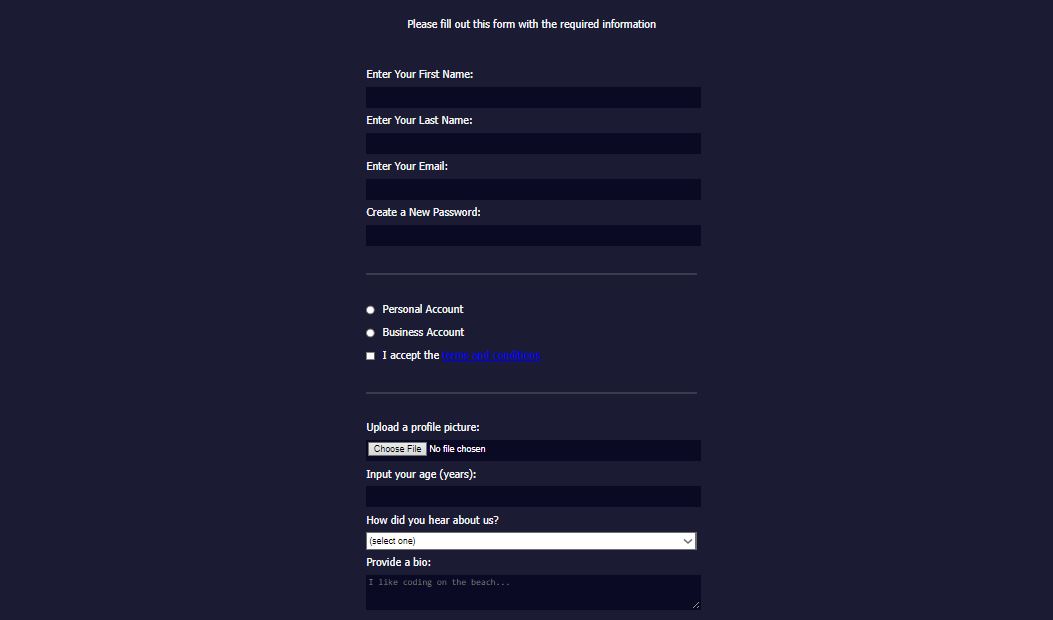 Please fill out this form with the required information
Enter Your First Name:
Enter Your Last Name:
Enter Your Email:
Create a New Password:
Personal Account
Business Account
I accept the terms and conditions
Upload a profile picture:
Choose File No file chosen
Input your age (years):
How did you hear about us?
(select one)
Provide a bio:
I like coding on the beach...